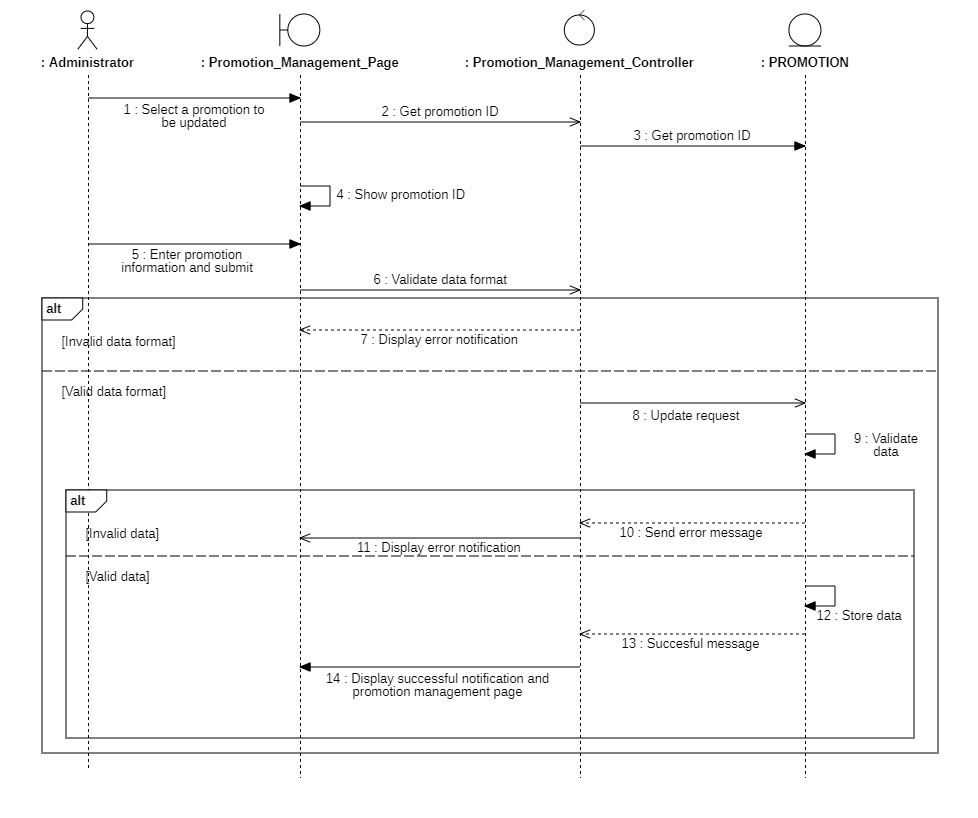 : Administrator
: Promotion_Management_Page
: Promotion_Management_Controller
: PROMOTION
1 : Select a promotion to
be updated
2 : Get promotion ID
3 : Get promotion ID
4 : Show promotion ID
5 : Enter promotion
information and submit
6 : Validate data format
alt
[Invalid data format]
7 : Display error notification
[Valid data format]
8 : Update request
9 : Validate
data
alt
[Invalid data]
10 : Send error message
11 : Display error notification
[Valid data]
12 : Store data
13 : Succesful message
14 : Display successful notification and
promotion management page